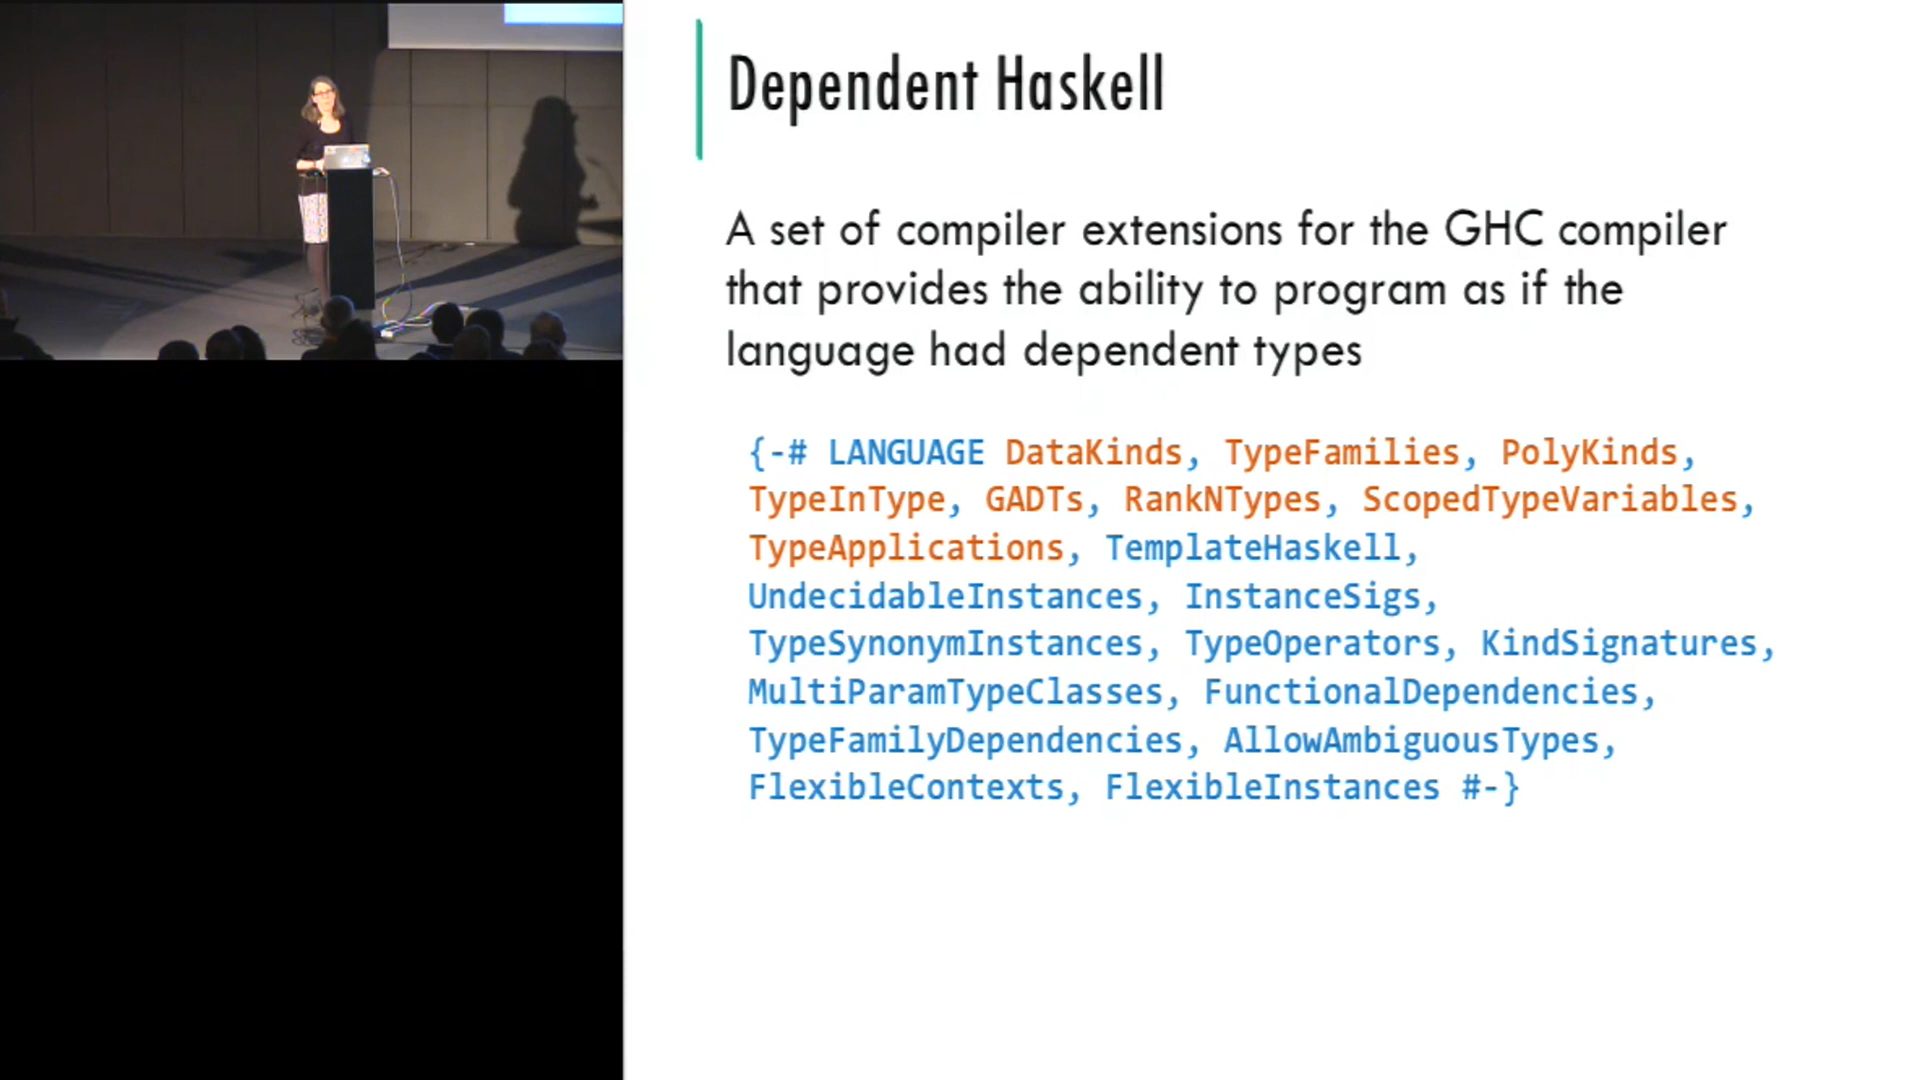 Dependent Haskell
A set of compiler extensions for the GHC compiler
that provides the ability to program as if the
language had dependent types
{-# LANGUAGE DataKinds, TypeFamilies, PolyKinds,
TypeInType, GADTs, RankNTypes, ScopedTypeVariables,
TypeApplications, TemplateHaskell,
UndecidableInstances, InstanceSigs,
TypeSynonymInstances, TypeOperators, KindSignatures,
MultiParamTypeClasses, FunctionalDependencies,
TypeFamilyDependencies, AllowAmbiguousTypes,
FlexibleContexts, FlexibleInstances #-}